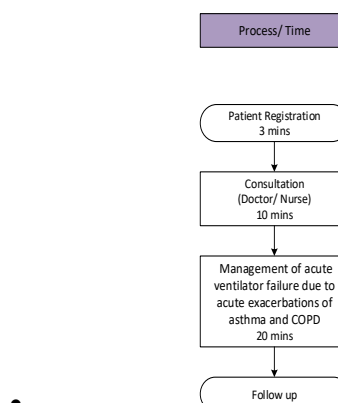 Process/ Time
Patient Registration
3 mins
Consultation
(Doctor/ Nurse)
10 mins
Management of acute
ventilator failure due to
acute exacerbations of
asthma and COPD
20 mins
Follow up